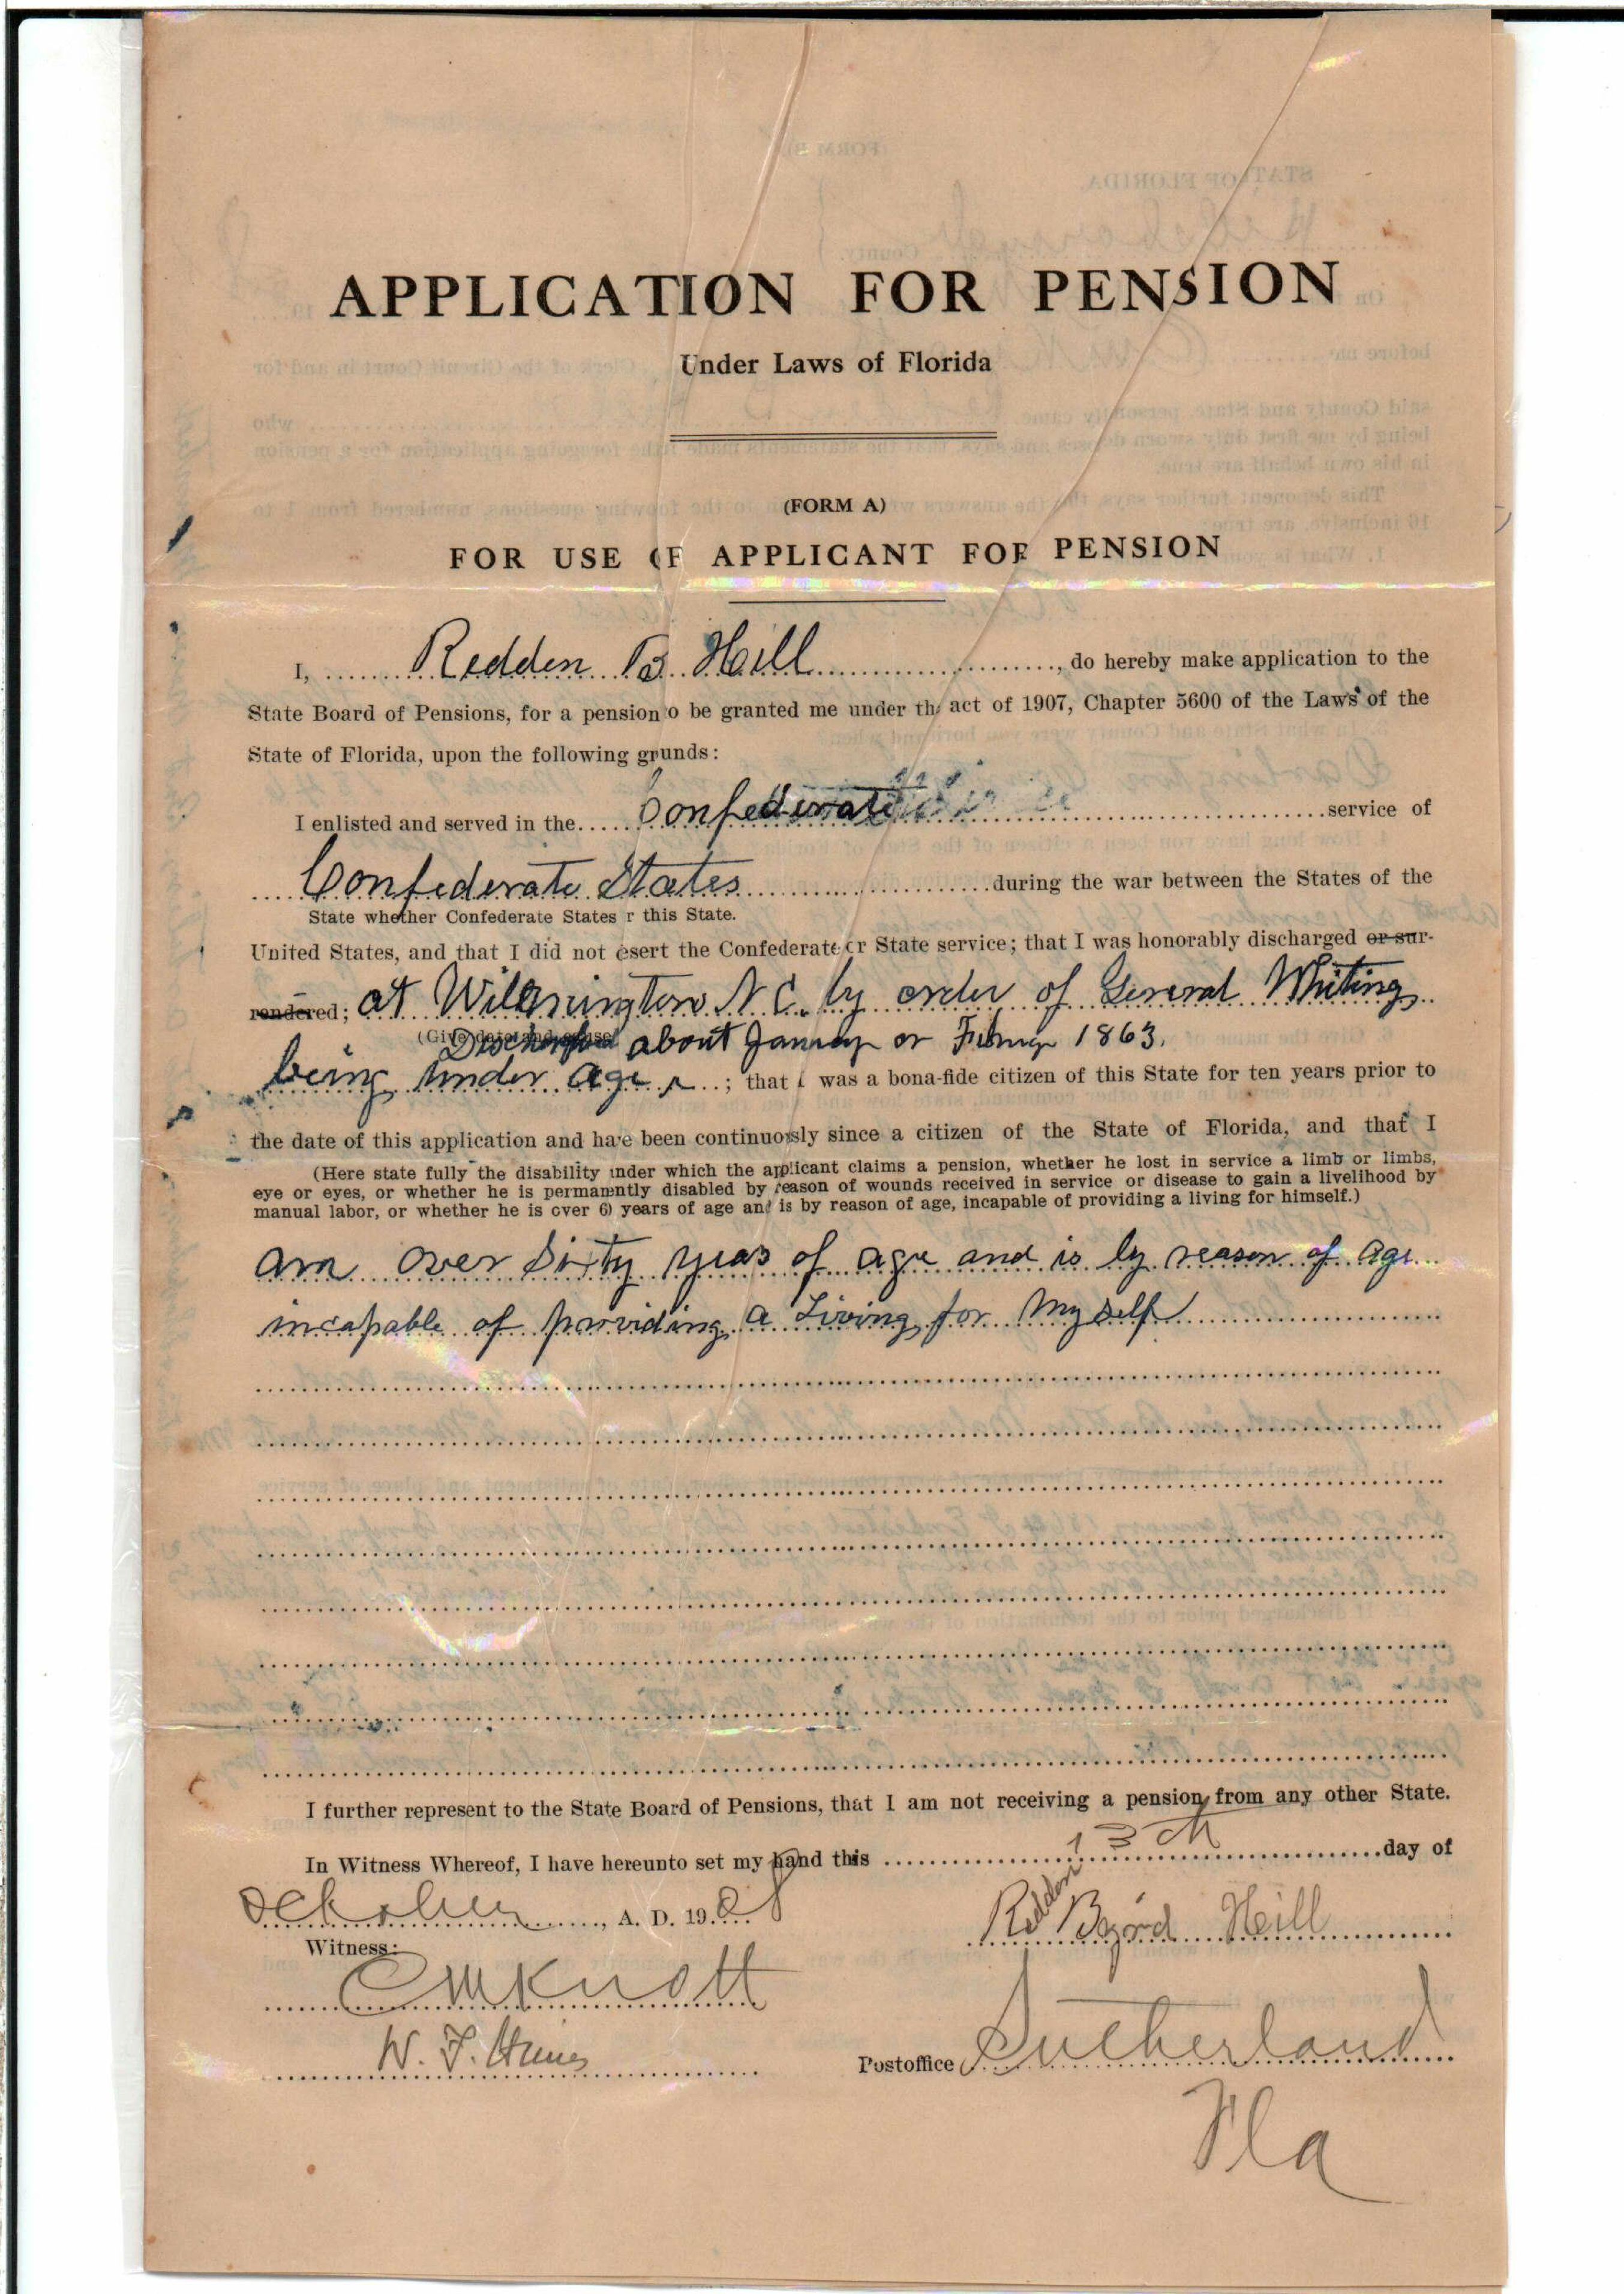 APPLICATION FOR PENSION
Under Laws of Florida
(FORM A)
FOR USE OF APPLICANT FOR PENSION
I, Redden B. Heill, do hereby make application to the
State Board of Pensions, for a pension to be granted me under the act of 1907, Chapter 5600 of the Laws of the
State of Florida, upon the following grounds:
I enlisted and served in the Confederate service of
Confederate States during the war between the States of the
State whether Confederate States or this State.
United States, and that I did not desert the Confederate or State service; that I was honorably discharged or sur-
rendered; at Wilmington N.C. by order of General Whiting
(Give date and cause)
Discharged about January or February 1863.
being under age; that I was a bona-fide citizen of this State for ten years prior to
the date of this application and have been continuously since a citizen of the State of Florida, and that I
(Here state fully the disability under which the applicant claims a pension, whether he lost in service a limb or limbs,
eye or eyes, or whether he is permanently disabled by reason of wounds received in service or disease to gain a livelihood by
manual labor, or whether he is over 60 years of age and is by reason of age, incapable of providing a living for himself.)
am over Sixty years of age and is by reason of age
incapable of providing a Living for My self
I further represent to the State Board of Pensions, that I am not receiving a pension from any other State.
In Witness Whereof, I have hereunto set my hand this 13th day of
October, A. D. 1908
Redden Heill
Witness:
C M Knott
W. F.
Postoffice Sutherland
Fla